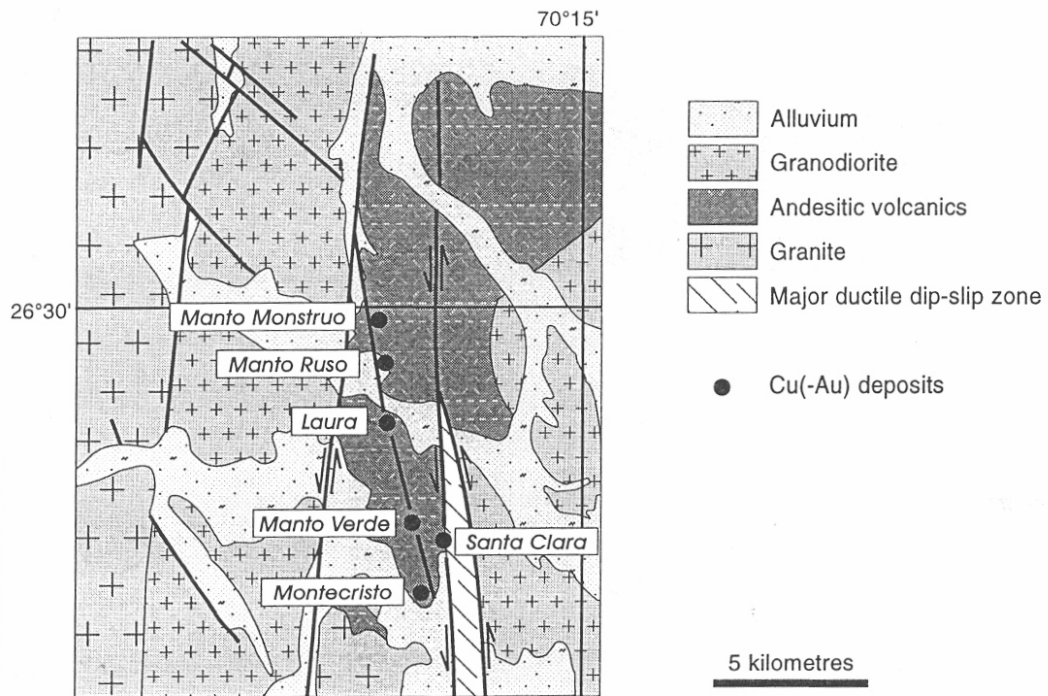 70°15'
Alluvium
Granodiorite
Andesitic volcanics
Granite
26°30'
Major ductile dip-slip zone
Manto Monstruo
Manto Ruso
Cu(-Au) deposits
Laura
Manto Verde
Santa Clara
Montecristo
5 kilometres